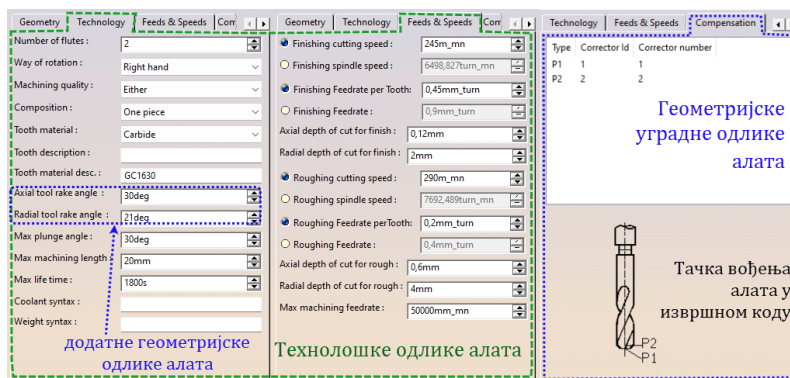 Geometry Technology Feeds & Speeds Com
Number of flutes : 2
Way of rotation : Right hand
Machining quality : Either
Composition : One piece
Tooth material : Carbide
Tooth description :
Tooth material desc. : GC1630
Axial tool rake angle : 30deg
Radial tool rake angle : 21deg
Max plunge angle : 30deg
Max machining length : 20mm
Max life time : 1800s
Coolant syntax :
Weight syntax :
додатне геометријске
одлике алата
Geometry Technology Feeds & Speeds Com
Finishing cutting speed : 245m_mn
Finishing spindle speed : 6498,827turn_mn
Finishing Feedrate per Tooth: 0,45mm_turn
Finishing Feedrate : 0,9mm_turn
Axial depth of cut for finish : 0,12mm
Radial depth of cut for finish : 2mm
Roughing cutting speed : 290m_mn
Roughing spindle speed : 7692,489turn_mn
Roughing Feedrate perTooth: 0,2mm_turn
Roughing Feedrate : 0,4mm_turn
Axial depth of cut for rough : 0,6mm
Radial depth of cut for rough : 4mm
Max machining feedrate : 50000mm_mn
Технолошке одлике алата
Technology Feeds & Speeds Compensation
Type Corrector Id Corrector number
P1 1 1
P2 2 2
Геометријске
уградне одлике
алата
Тачка вођења
алата у
извршном коду
P2
P1